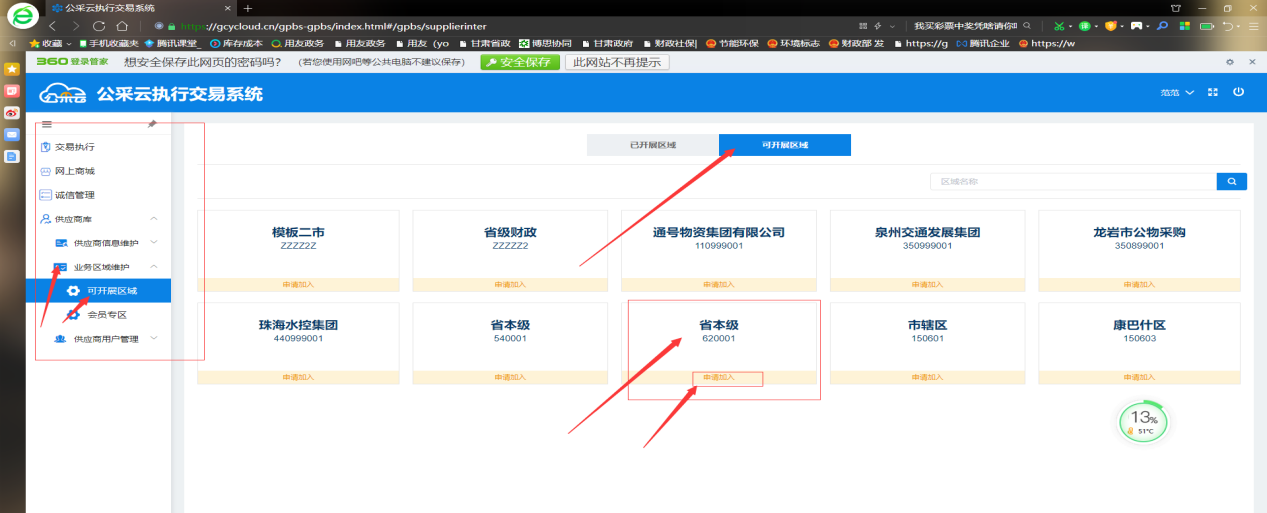 公采云执行交易系统
https://gcycloud.cn/gpbs-gpbs/index.html#/gpbs/supplierinter
我买彩票中奖凭啥请你
收藏 手机收藏夹 腾讯课堂_ 库存成本 用友政务 用友政务 用友 (yo 甘肃省政 博思协同 甘肃政府 财政社保| 节能环保 环境标志 财政部 发 https://g 腾讯企业 https://w
360登录管家 想安全保存此网页的密码吗? (若您使用网吧等公共电脑不建议保存) 安全保存 此网站不再提示
公采云 公采云执行交易系统 范范
交易执行
网上商城
诚信管理
供应商库
供应商信息维护
业务区域维护
可开展区域
会员专区
供应商用户管理
已开展区域 可开展区域
区域名称
模板二市 省级财政 通号物资集团有限公司 泉州交通发展集团 龙岩市公物采购
ZZZZ2Z ZZZZZ2 110999001 350999001 350899001
申请加入 申请加入 申请加入 申请加入 申请加入
珠海水控集团 省本级 省本级 市辖区 康巴什区
440999001 540001 620001 150601 150603
申请加入 申请加入 申请加入 申请加入 申请加入
13%
51°C